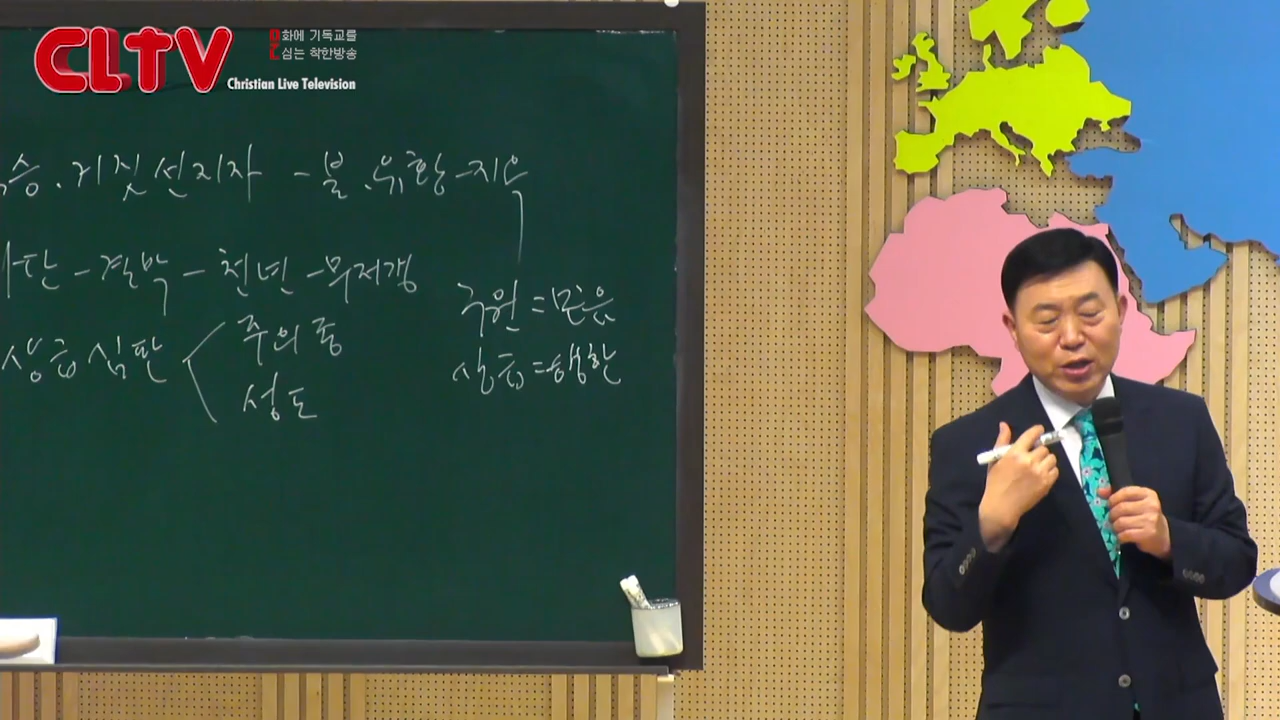 CLTV
화에 기독교를
심는 착한방송
Christian Live Television
승.거짓선지자 - 불.유황-지옥
사단 - 결박 - 천년 - 무저갱
구원 = 믿음
상급심판 < 주의 종
상급 = 행함
성도